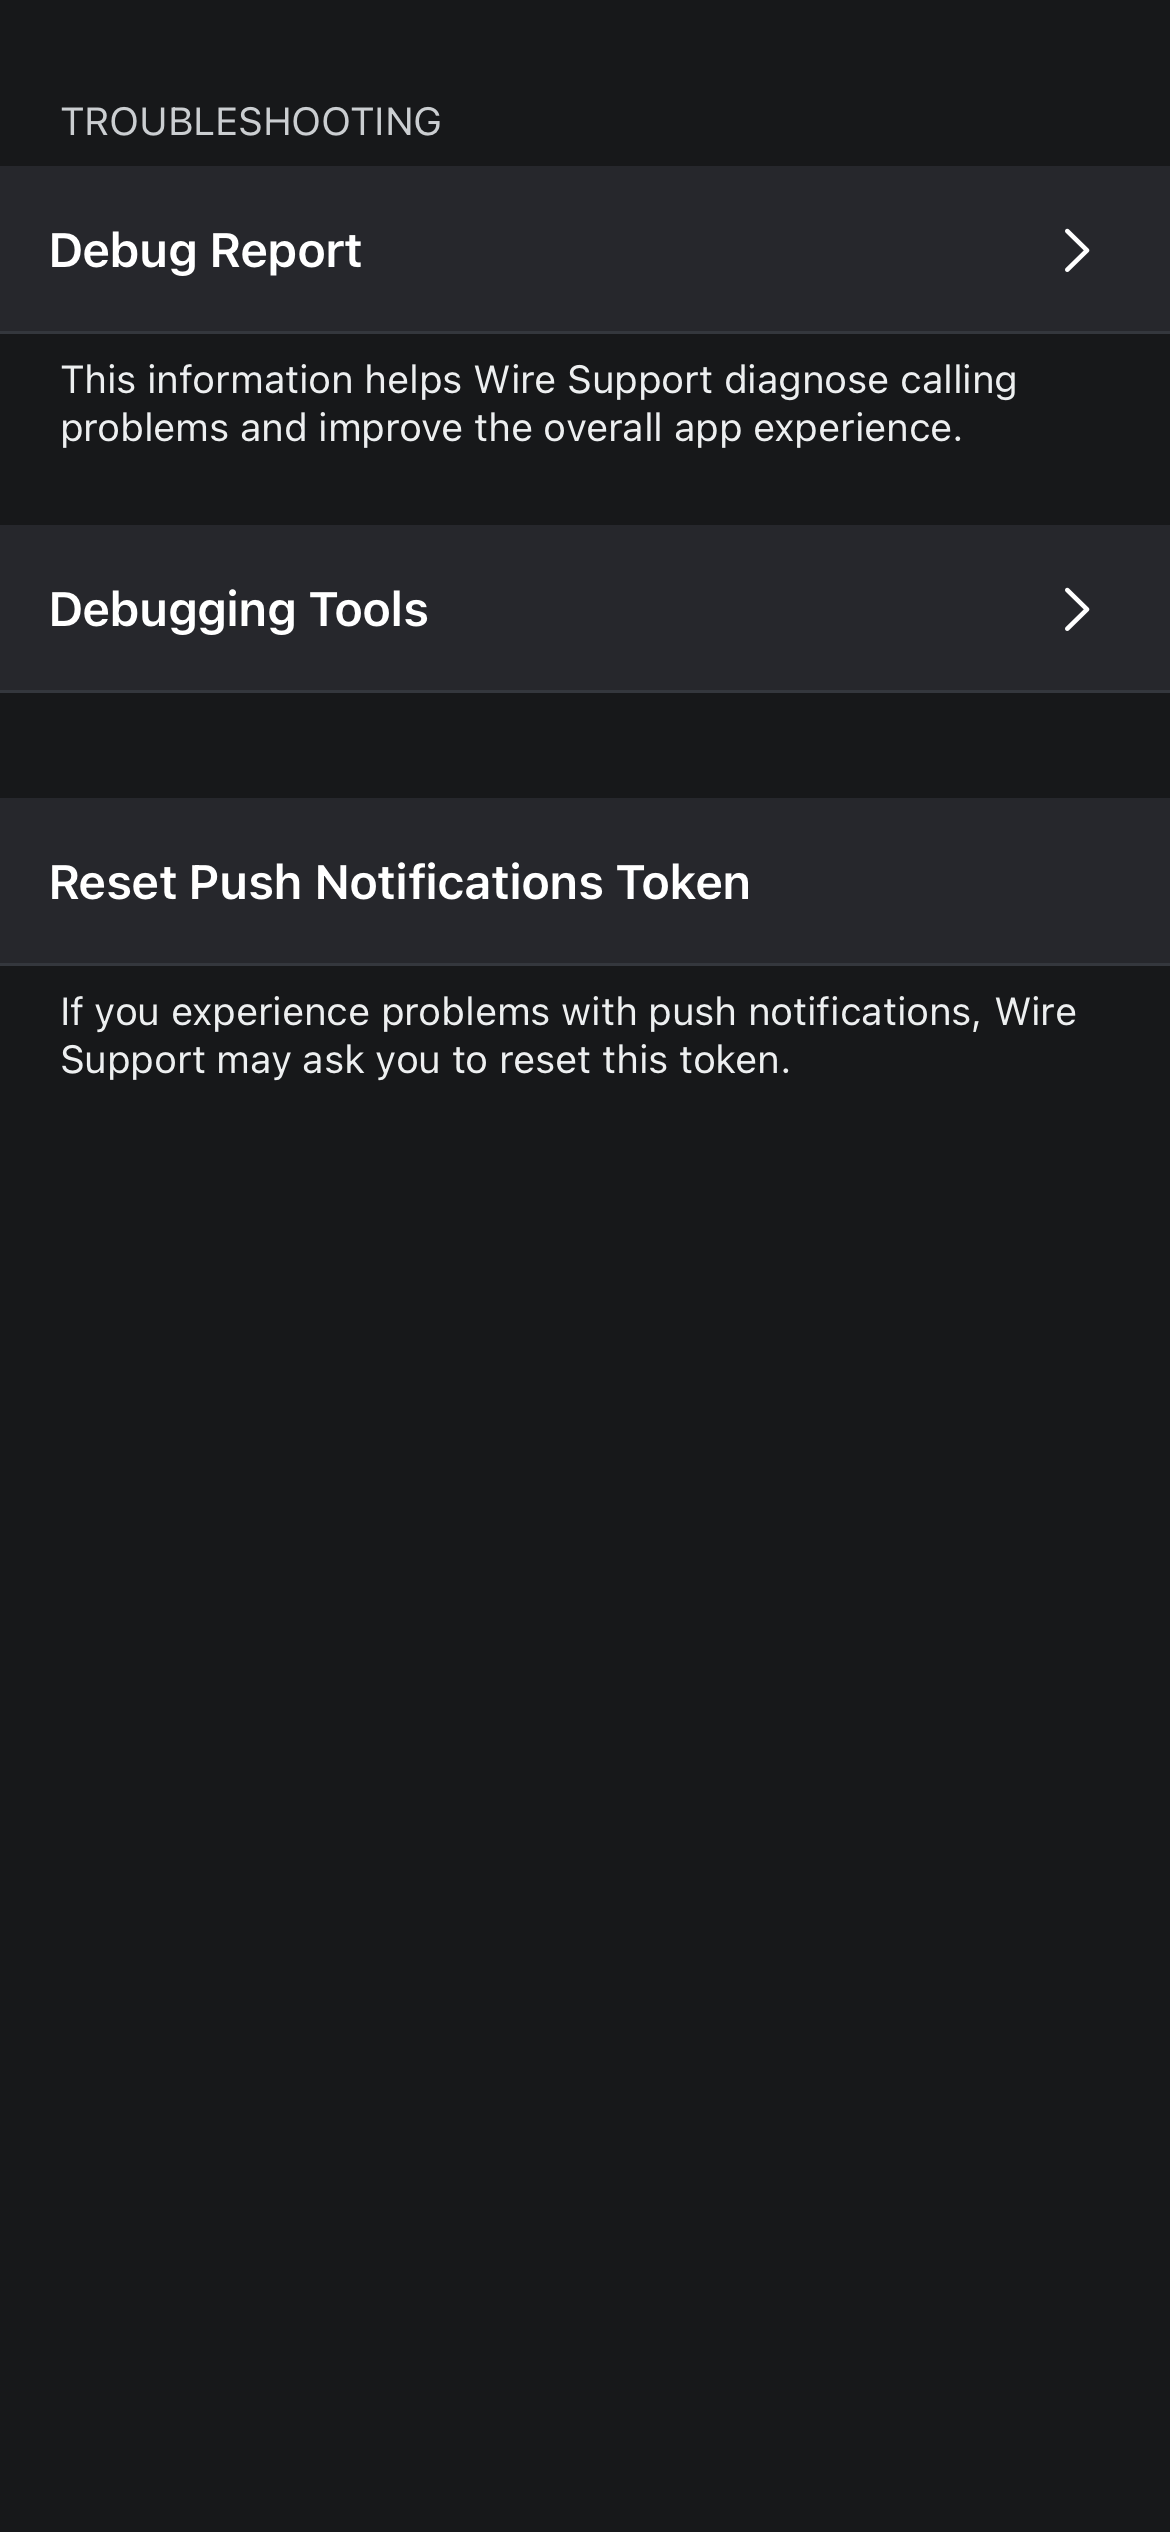 TROUBLESHOOTING
Debug Report
This information helps Wire Support diagnose calling
problems and improve the overall app experience.
Debugging Tools
Reset Push Notifications Token
If you experience problems with push notifications, Wire
Support may ask you to reset this token.